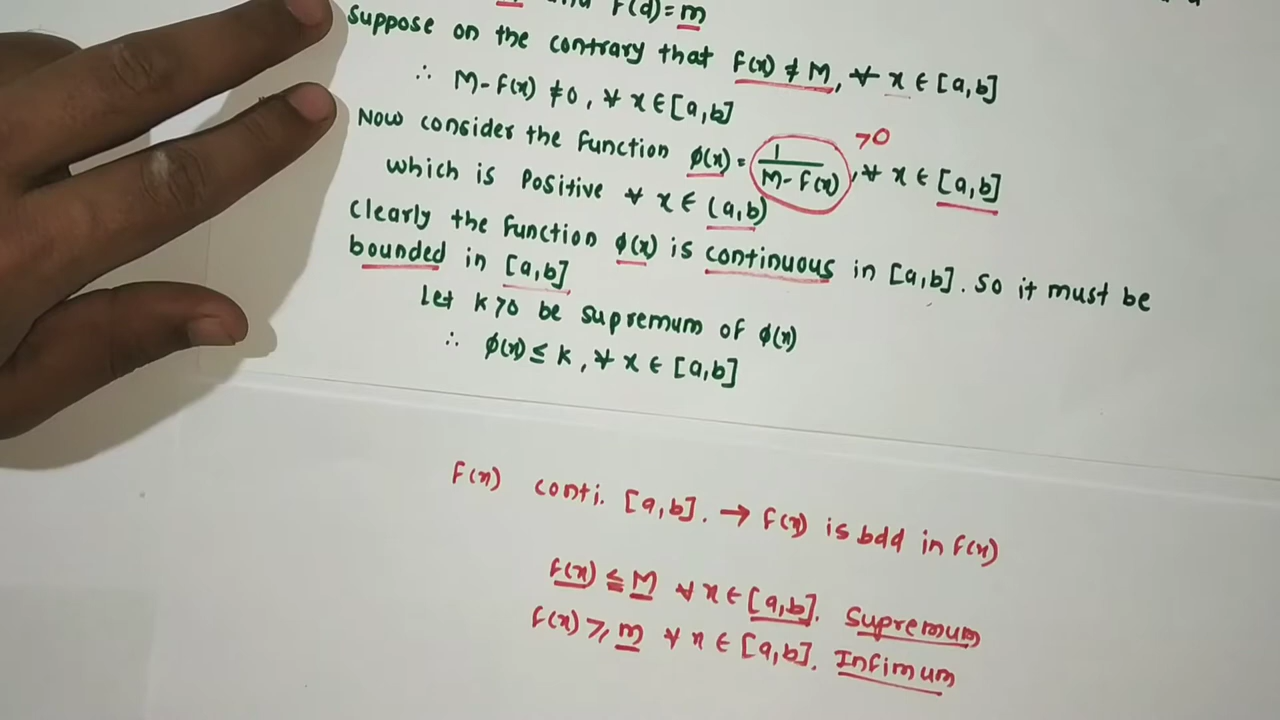 F(d)=m
Suppose on the contrary that F(x) ≠ M, ∀ x ∈ [a,b]
∴ M-F(x) ≠0, ∀ x ∈ [a,b]
Now consider the function φ(x) = 1/(M-F(x)), ∀ x ∈ [a,b]
>0
which is Positive ∀ x ∈ (a,b)
clearly the function φ(x) is continuous in [a,b]. So it must be
bounded in [a,b]
Let K>0 be supremum of φ(x)
∴ φ(x) ≤ K, ∀ x ∈ [a,b]
F(x) conti. [a,b]. → F(x) is bdd in F(x)
F(x) ≤ M ∀ x ∈ [a,b]. Supremum
F(x) ≥ m ∀ x ∈ [a,b]. Infimum